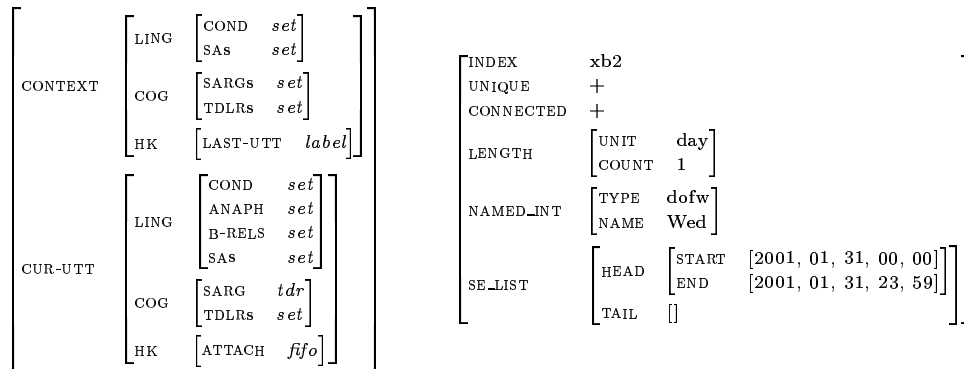 CONTEXT
LING
COND set
SAs set
COG
SARGs set
TDLRs set
HK
LAST-UTT label
CUR-UTT
LING
COND set
ANAPH set
B-RELS set
SAs set
COG
SARG tdr
TDLRs set
HK
ATTACH fifo
INDEX xb2
UNIQUE +
CONNECTED +
LENGTH
UNIT day
COUNT 1
NAMED_INT
TYPE dofw
NAME Wed
SE_LIST
HEAD
START [2001, 01, 31, 00, 00]
END [2001, 01, 31, 23, 59]
TAIL []